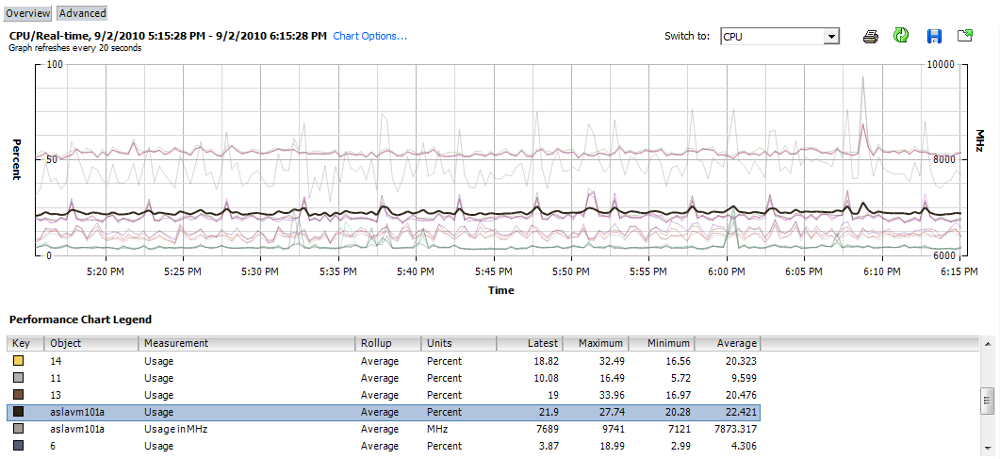 Overview Advanced
CPU/Real-time, 9/2/2010 5:15:28 PM - 9/2/2010 6:15:28 PM Chart Options... Switch to: CPU
Graph refreshes every 20 seconds
100 10000
Percent 50 8000 MHz
0 6000
5:20 PM 5:25 PM 5:30 PM 5:35 PM 5:40 PM 5:45 PM 5:50 PM 5:55 PM 6:00 PM 6:05 PM 6:10 PM 6:15 PM
Time
Performance Chart Legend
Key Object Measurement Rollup Units Latest Maximum Minimum Average
14 Usage Average Percent 18.82 32.49 16.56 20.323
11 Usage Average Percent 10.08 16.49 5.72 9.599
13 Usage Average Percent 19 33.96 16.97 20.476
aslavm101a Usage Average Percent 21.9 27.74 20.28 22.421
aslavm101a Usage in MHz Average MHz 7689 9741 7121 7873.317
6 Usage Average Percent 3.87 18.99 2.99 4.306